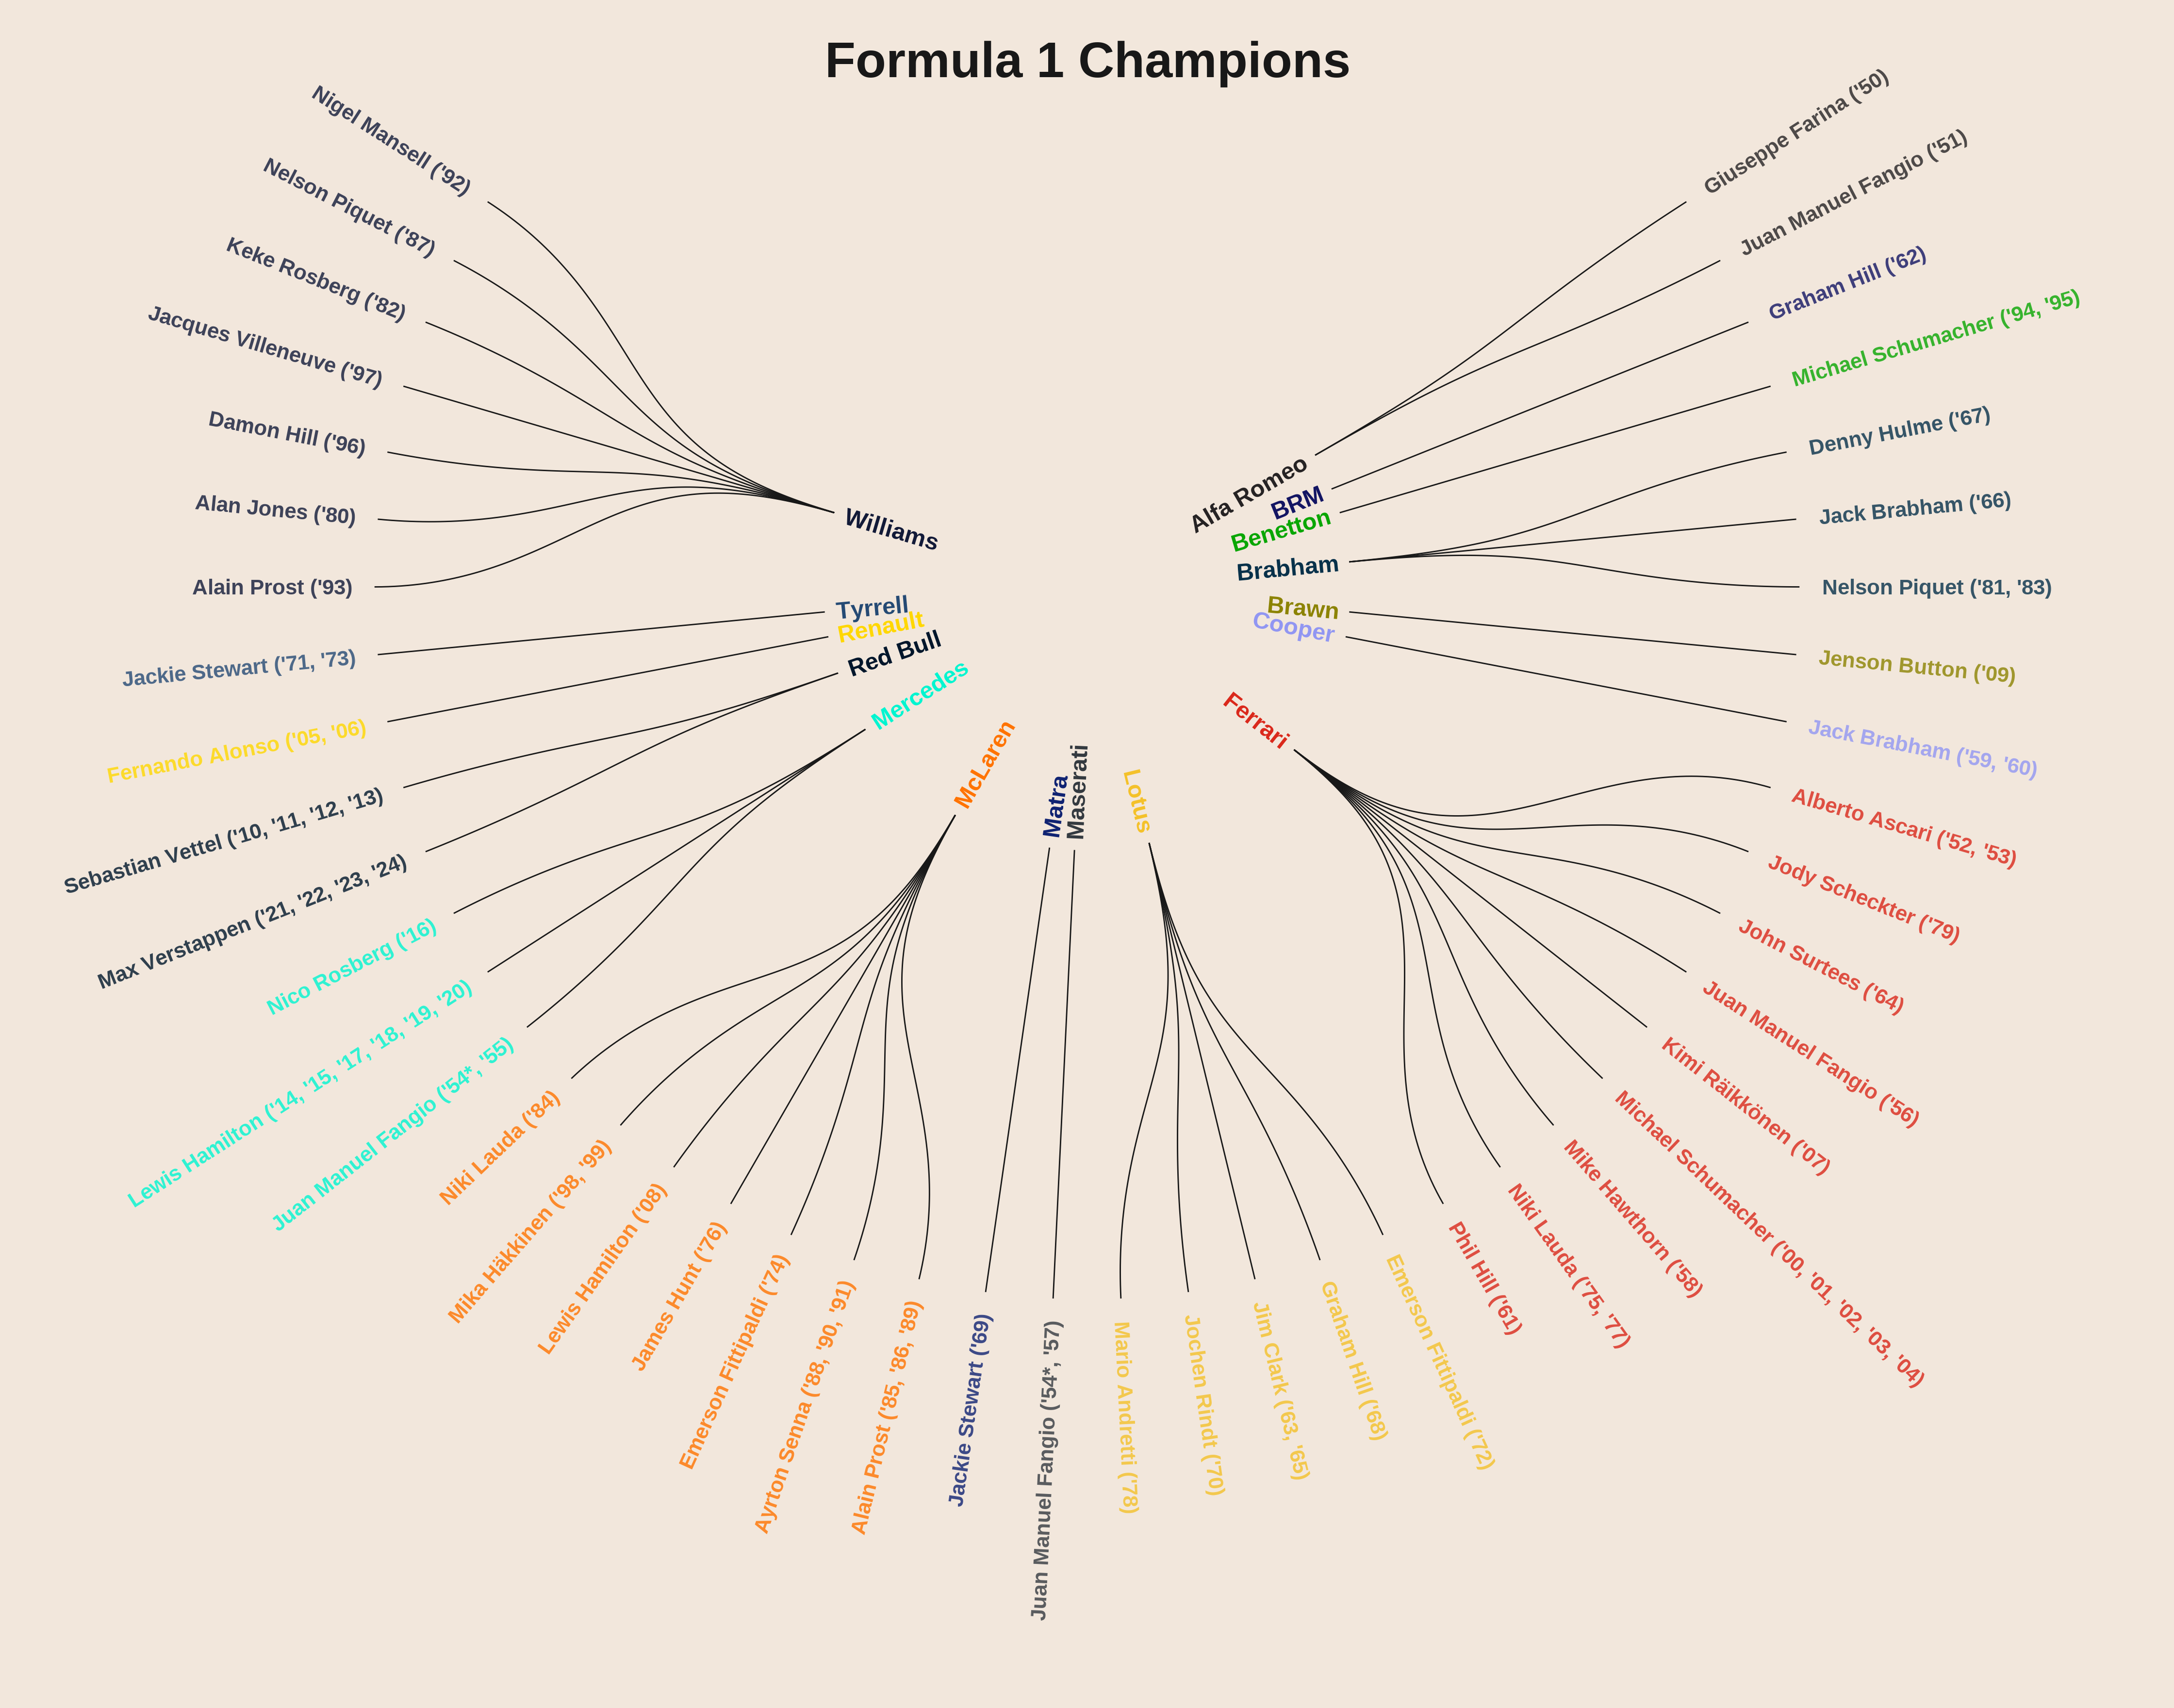 Formula 1 Champions
Alfa Romeo
Giuseppe Farina ('50)
Juan Manuel Fangio ('51)
BRM
Graham Hill ('62)
Benetton
Michael Schumacher ('94, '95)
Brabham
Denny Hulme ('67)
Jack Brabham ('66)
Nelson Piquet ('81, '83)
Brawn
Jenson Button ('09)
Cooper
Jack Brabham ('59, '60)
Ferrari
Alberto Ascari ('52, '53)
Jody Scheckter ('79)
John Surtees ('64)
Juan Manuel Fangio ('56)
Kimi Räikkönen ('07)
Michael Schumacher ('00, '01, '02, '03, '04)
Mike Hawthorn ('58)
Niki Lauda ('75, '77)
Phil Hill ('61)
Lotus
Emerson Fittipaldi ('72)
Graham Hill ('68)
Jim Clark ('63, '65)
Jochen Rindt ('70)
Mario Andretti ('78)
Maserati
Juan Manuel Fangio ('54*, '57)
Matra
Jackie Stewart ('69)
McLaren
Alain Prost ('85, '86, '89)
Ayrton Senna ('88, '90, '91)
Emerson Fittipaldi ('74)
James Hunt ('76)
Lewis Hamilton ('08)
Mika Häkkinen ('98, '99)
Niki Lauda ('84)
Mercedes
Juan Manuel Fangio ('54*, '55)
Lewis Hamilton ('14, '15, '17, '18, '19, '20)
Nico Rosberg ('16)
Red Bull
Max Verstappen ('21, '22, '23, '24)
Sebastian Vettel ('10, '11, '12, '13)
Renault
Fernando Alonso ('05, '06)
Tyrrell
Jackie Stewart ('71, '73)
Williams
Alain Prost ('93)
Alan Jones ('80)
Damon Hill ('96)
Jacques Villeneuve ('97)
Keke Rosberg ('82)
Nelson Piquet ('87)
Nigel Mansell ('92)